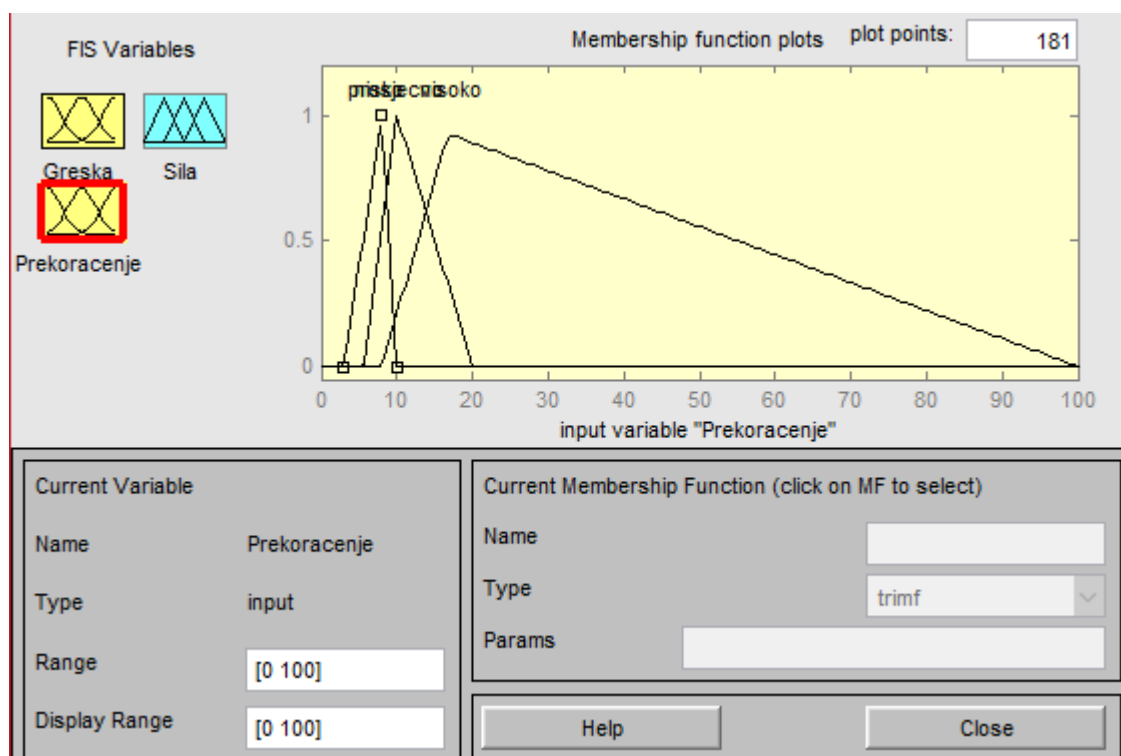 FIS Variables
Membership function plots
plot points:
181
Greska
Sila
Prekoracenje
1
0.5
0
0 10 20 30 40 50 60 70 80 90 100
input variable "Prekoracenje"
Current Variable
Name Prekoracenje
Type input
Range [0 100]
Display Range [0 100]
Current Membership Function (click on MF to select)
Name
Type trimf
Params
Help
Close